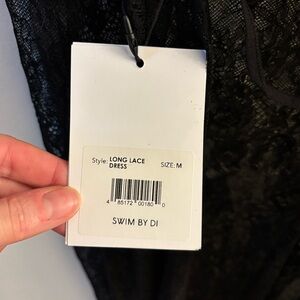 Style: LONG LACE DRESS SIZE: M
4 85172 00180 0
SWIM BY DI